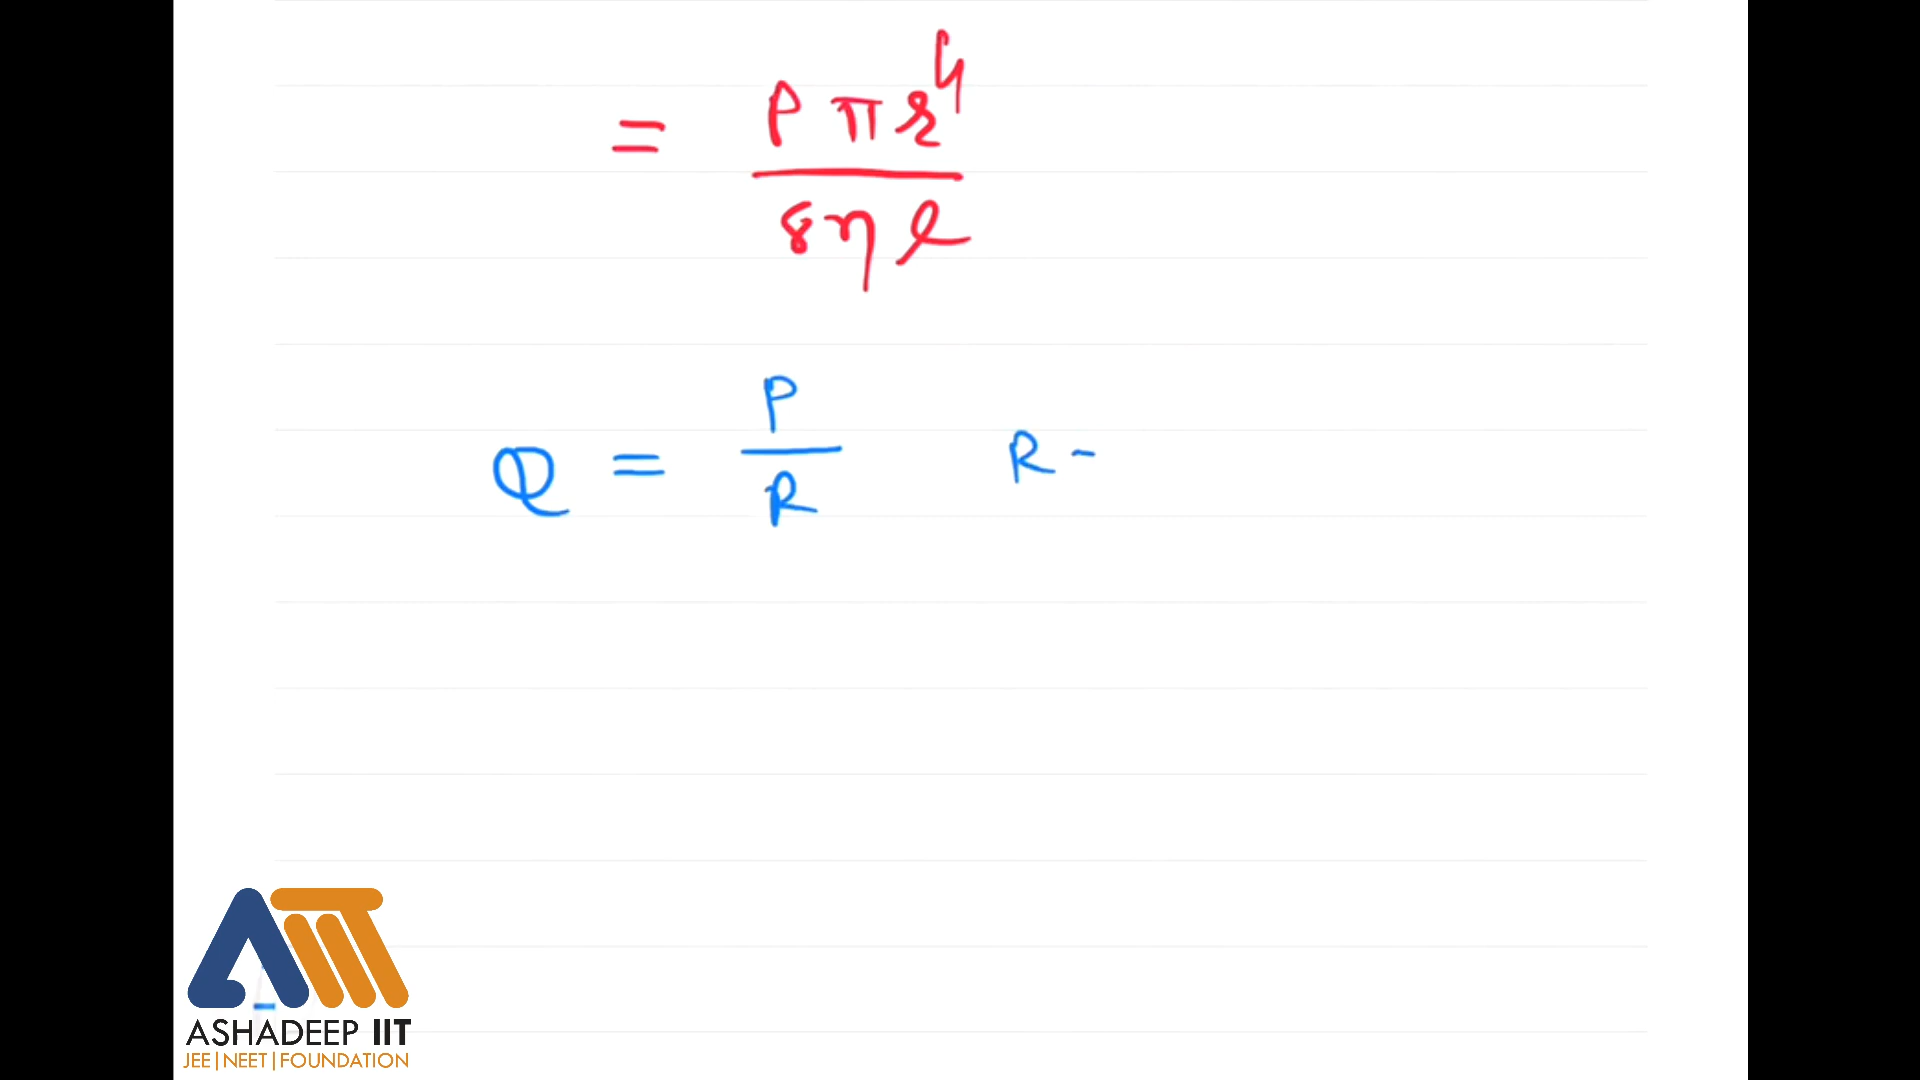 = Pπr⁴ / 8ηl
Q = P / R    R -
ASHADEEP IIT
JEE | NEET | FOUNDATION